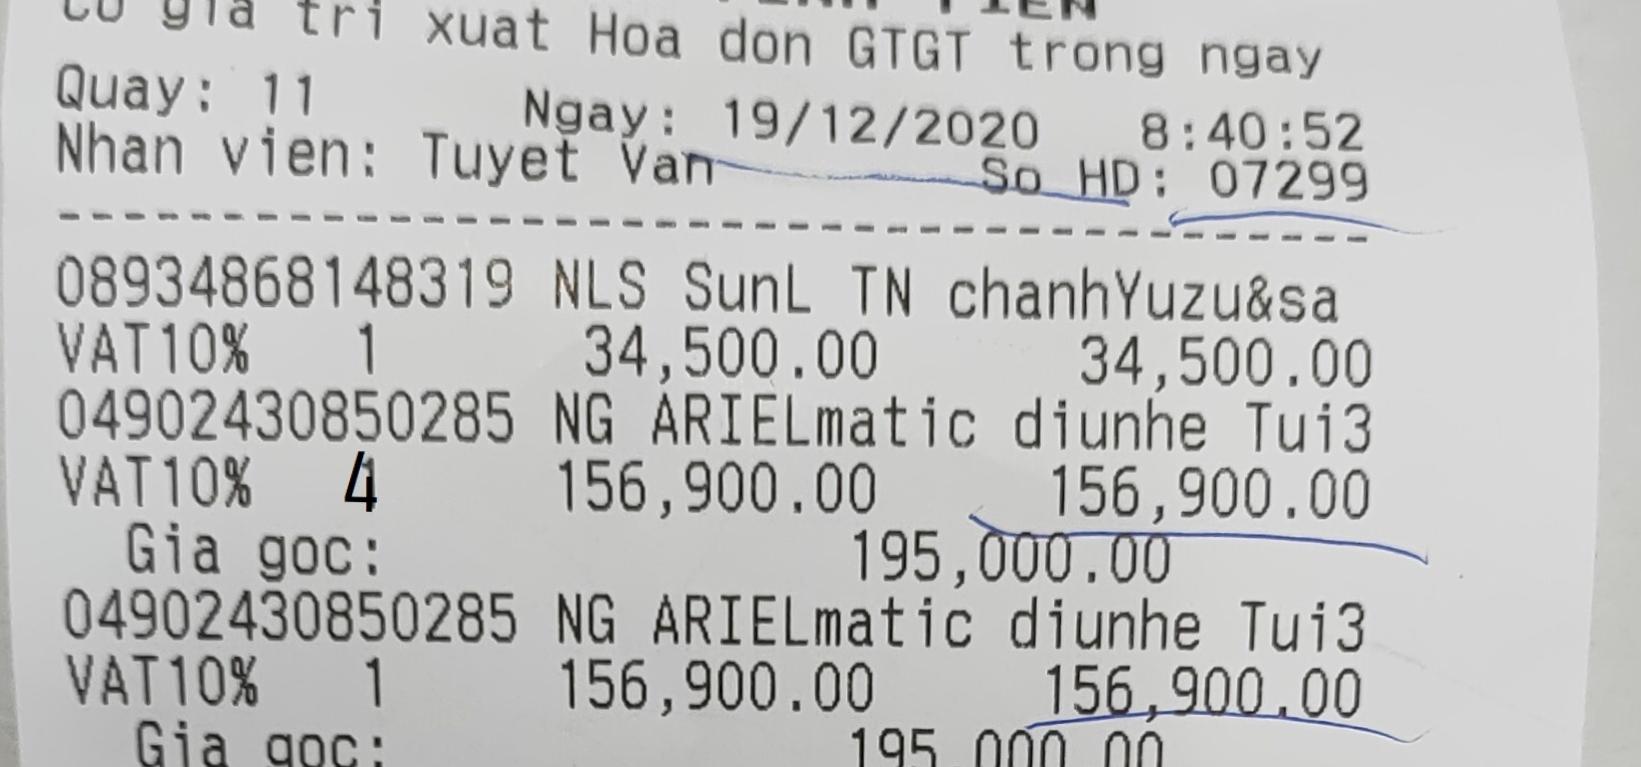 co gia tri xuat Hoa don GTGT trong ngay
Quay: 11 Ngay: 19/12/2020 8:40:52
Nhan vien: Tuyet Van So HD: 07299
08934868148319 NLS SunL TN chanhYuzu&sa
VAT10% 1 34,500.00 34,500.00
04902430850285 NG ARIELmatic diunhe Tui3
VAT10% 4 156,900.00 156,900.00
Gia goc: 195,000.00
04902430850285 NG ARIELmatic diunhe Tui3
VAT10% 1 156,900.00 156,900.00
Gia goc: 195,000.00